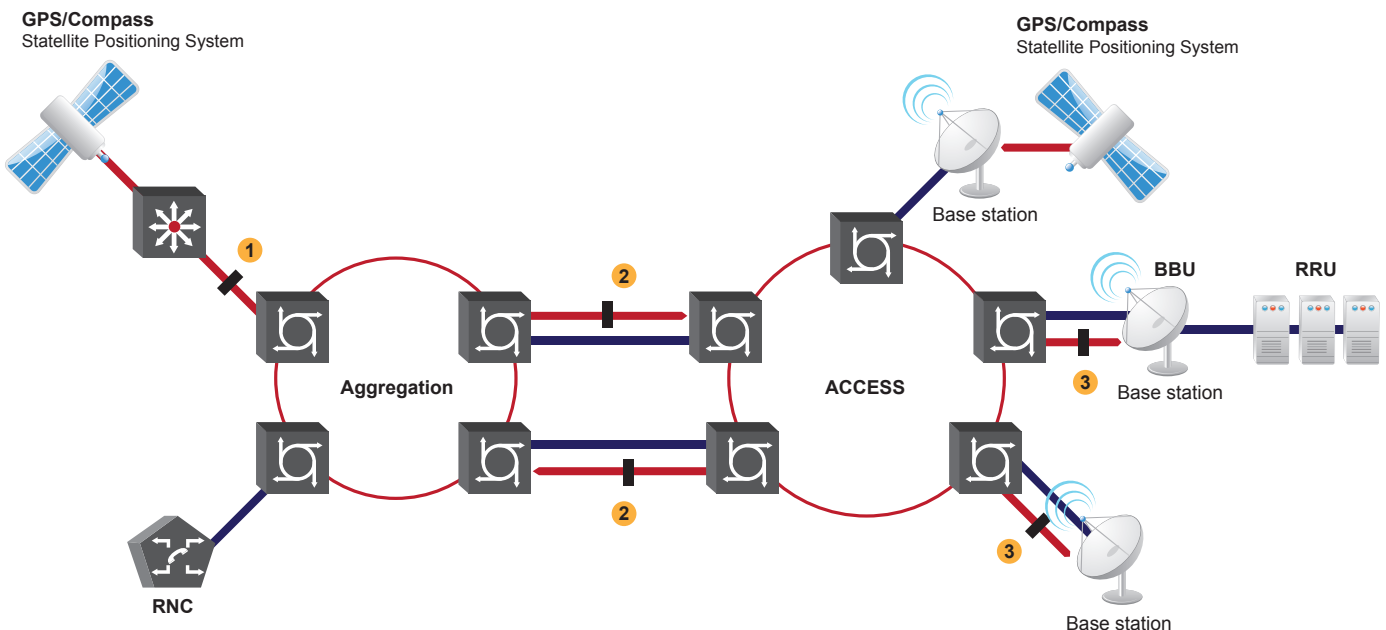 GPS/Compass
Statellite Positioning System
GPS/Compass
Statellite Positioning System
Base station
1
2
BBU
RRU
Aggregation
ACCESS
3
Base station
2
3
RNC
Base station